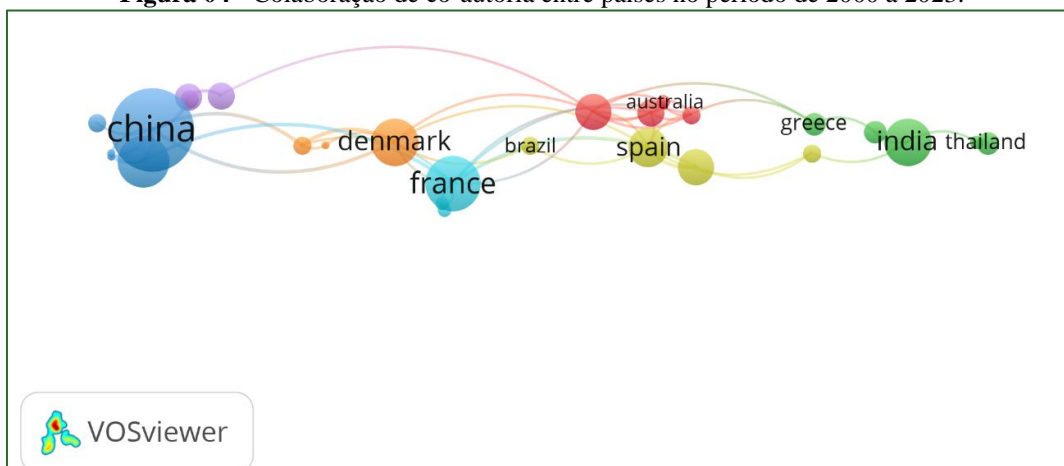 Figura 04 - Colaboração de co-autoria entre países no período de 2000 a 2023.
china
denmark
france
brazil
australia
spain
greece
india
thailand
VOSviewer